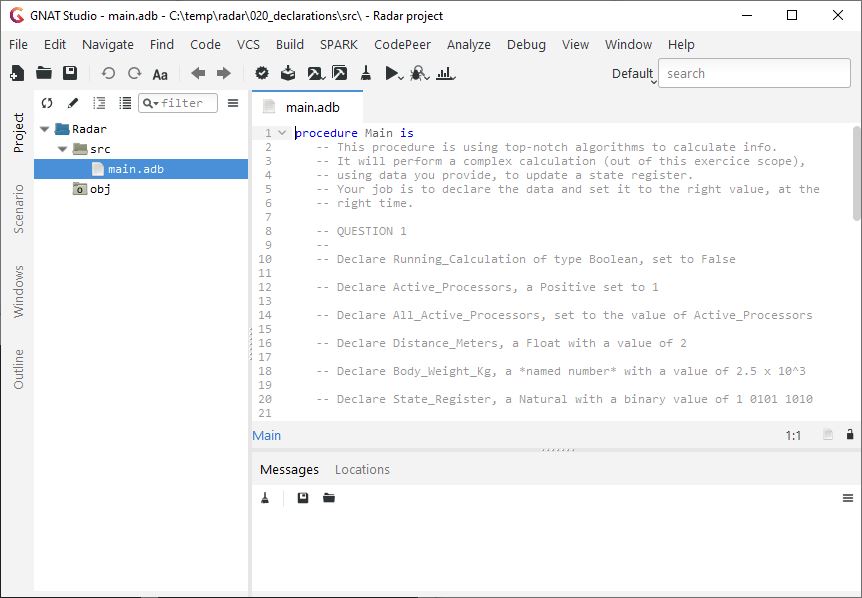 GNAT Studio - main.adb - C:\temp\radar\020_declarations\src\ - Radar project
File Edit Navigate Find Code VCS Build SPARK CodePeer Analyze Debug View Window Help
Aa
Default
search
filter
Project
Scenario
Windows
Outline
Radar
src
main.adb
obj
main.adb
1 procedure Main is
2 -- This procedure is using top-notch algorithms to calculate info.
3 -- It will perform a complex calculation (out of this exercice scope),
4 -- using data you provide, to update a state register.
5 -- Your job is to declare the data and set it to the right value, at the
6 -- right time.
7
8 -- QUESTION 1
9 --
10 -- Declare Running_Calculation of type Boolean, set to False
11
12 -- Declare Active_Processors, a Positive set to 1
13
14 -- Declare All_Active_Processors, set to the value of Active_Processors
15
16 -- Declare Distance_Meters, a Float with a value of 2
17
18 -- Declare Body_Weight_Kg, a *named number* with a value of 2.5 x 10^3
19
20 -- Declare State_Register, a Natural with a binary value of 1 0101 1010
21
Main
1:1
Messages Locations